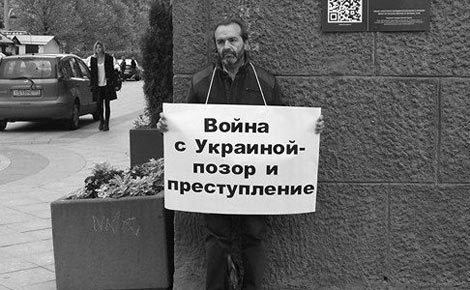 Война
с Украиной-
позор и
преступление